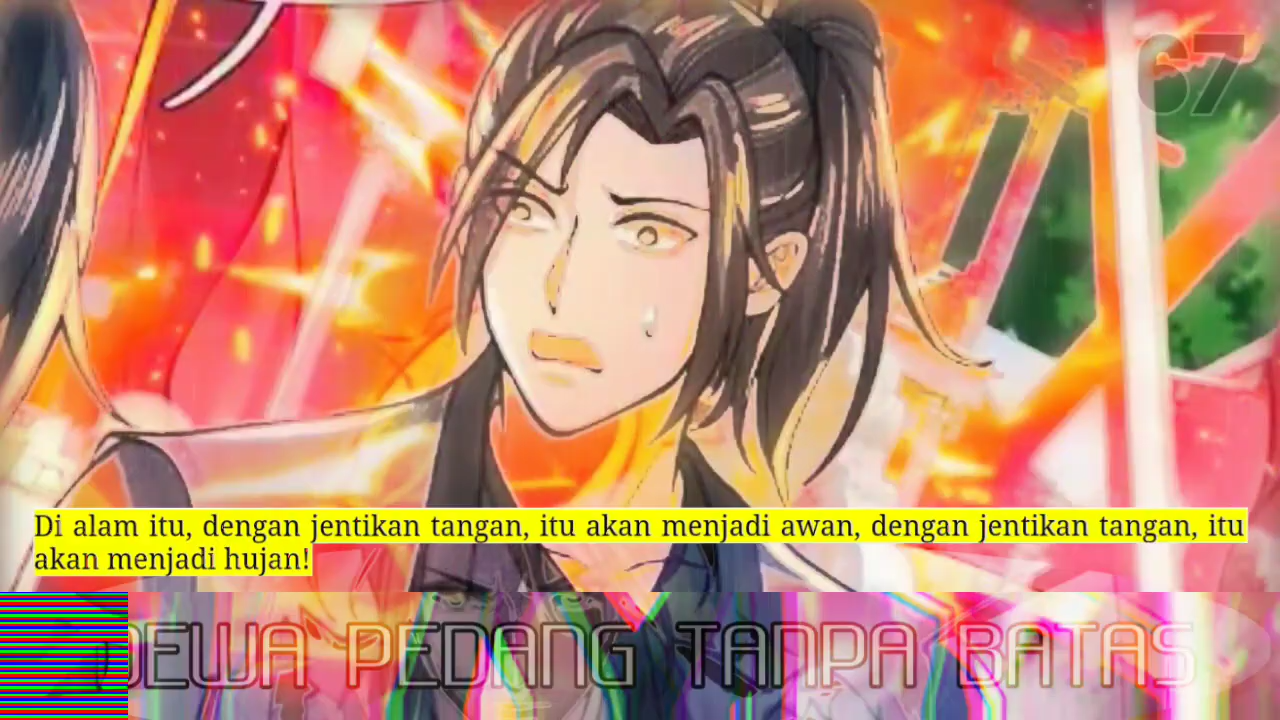 67
Di alam itu, dengan jentikan tangan, itu akan menjadi awan, dengan jentikan tangan, itu
akan menjadi hujan!
DEWA PEDANG TANPA BATAS